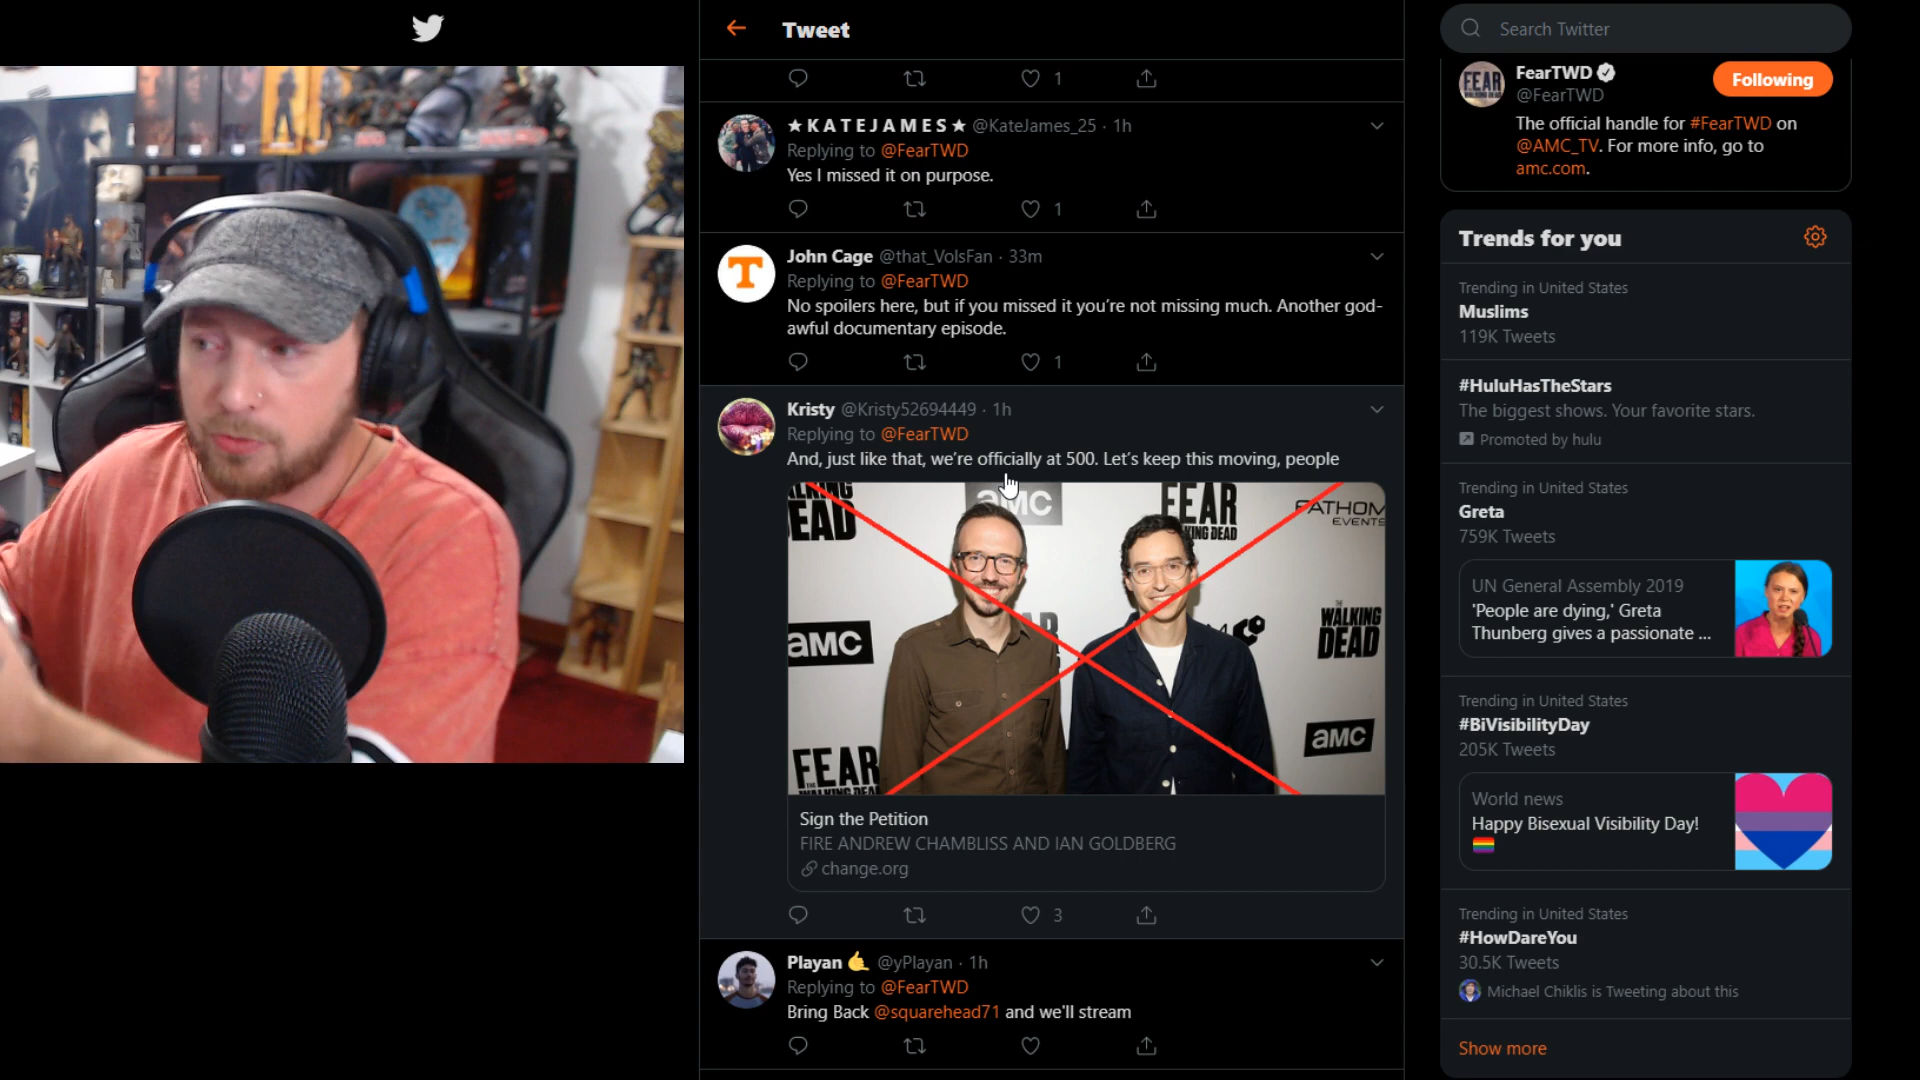 Tweet
1
★ K A T E J A M E S ★ @KateJames_25 · 1h
Replying to @FearTWD
Yes I missed it on purpose.
1
John Cage @that_VolsFan · 33m
Replying to @FearTWD
No spoilers here, but if you missed it you're not missing much. Another god-
awful documentary episode.
1
Kristy @Kristy52694449 · 1h
Replying to @FearTWD
And, just like that, we're officially at 500. Let's keep this moving, people
DEAD
aMC
FEAR
KING DEAD
FATHOM
EVENTS
aMC
THE
WALKING
DEAD
FEAR
aMC
Sign the Petition
FIRE ANDREW CHAMBLISS AND IAN GOLDBERG
change.org
3
Playan 🤙 @yPlayan · 1h
Replying to @FearTWD
Bring Back @squarehead71 and we'll stream
Search Twitter
FEAR
FearTWD
@FearTWD
Following
The official handle for #FearTWD on
@AMC_TV. For more info, go to
amc.com.
Trends for you
Trending in United States
Muslims
119K Tweets
#HuluHasTheStars
The biggest shows. Your favorite stars.
Promoted by hulu
Trending in United States
Greta
759K Tweets
UN General Assembly 2019
'People are dying,' Greta
Thunberg gives a passionate ...
Trending in United States
#BiVisibilityDay
205K Tweets
World news
Happy Bisexual Visibility Day!
🏳️‍🌈
Trending in United States
#HowDareYou
30.5K Tweets
Michael Chiklis is Tweeting about this
Show more